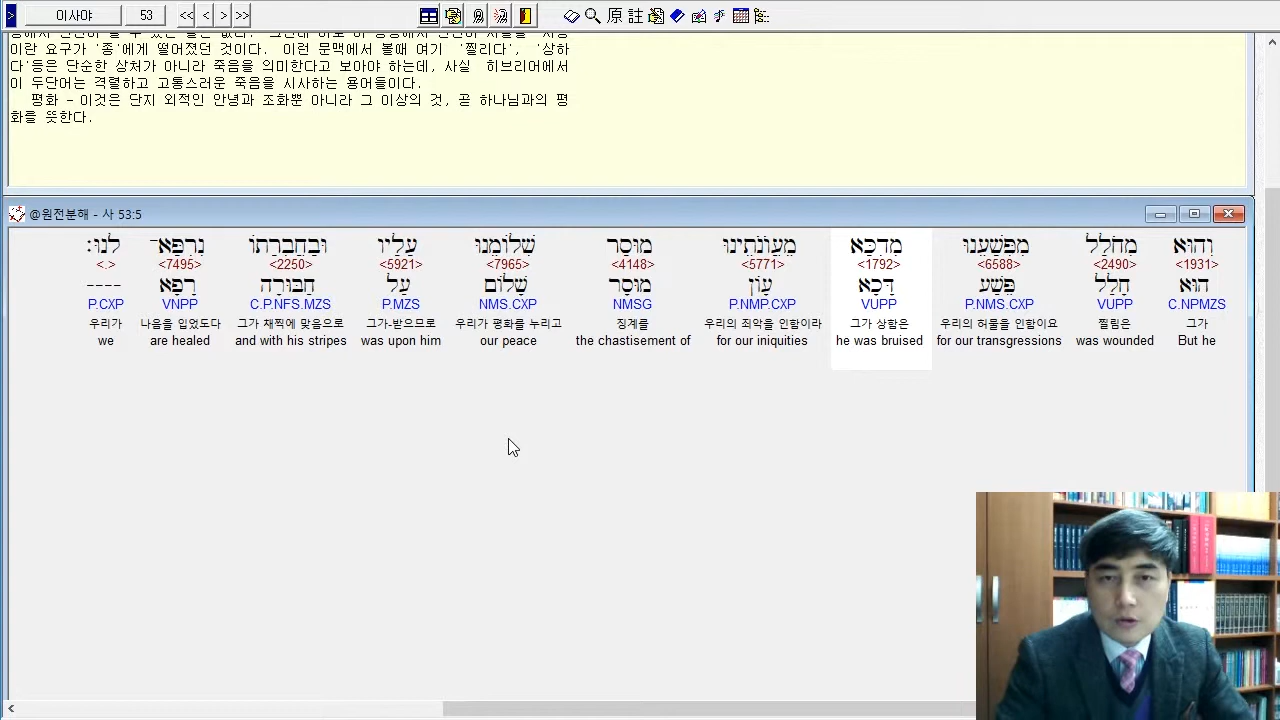 이사야 53 << < > >> 原 註
이란 요구가 '종'에게 떨어졌던 것이다. 이런 문맥에서 볼때 여기 '찔리다', '상하
다'등은 단순한 상처가 아니라 죽음을 의미한다고 보아야 하는데, 사실 히브리어에서
이 두단어는 격렬하고 고통스러운 죽음을 시사하는 용어들이다.
평화 - 이것은 단지 외적인 안녕과 조화뿐 아니라 그 이상의 것, 곧 하나님과의 평
화를 뜻한다.
@원전분해 - 사 53:5
וְהוּא מְחֹלָל מִפְּשָׁעֵנוּ מְדֻכָּא מֵעֲוֹנֹתֵינוּ מוּסַר שְׁלוֹמֵנוּ עָלָיו וּבַחֲבֻרָתוֹ נִרְפָּא־ לָנוּ׃
<.> <7495> <2250> <5921> <7965> <4148> <5771> <1792> <6588> <2490> <1931>
הוּא חָלַל פֶּשַׁע דָּכָא עָוֹן מוּסָר שָׁלוֹם עַל חַבּוּרָה רָפָא ----
P.CXP VNPP C.P.NFS.MZS P.MZS NMS.CXP NMSG P.NMP.CXP VUPP P.NMS.CXP VUPP C.NPMZS
우리가 나음을 입었도다 그가 채찍에 맞음으로 그가-받으므로 우리가 평화를 누리고 징계를 우리의 죄악을 인함이라 그가 상함은 우리의 허물을 인함이요 찔림은 그가
we are healed and with his stripes was upon him our peace the chastisement of for our iniquities he was bruised for our transgressions was wounded But he